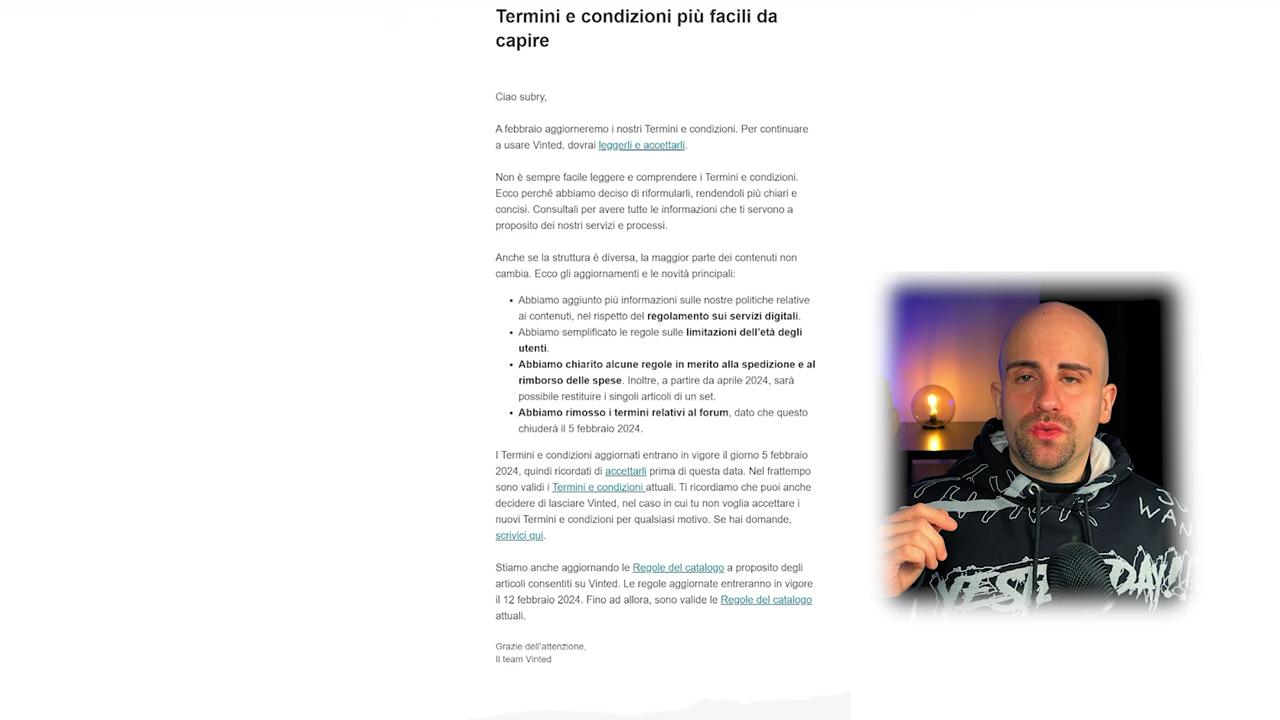 Termini e condizioni più facili da
capire
Ciao subry,
A febbraio aggiorneremo i nostri Termini e condizioni. Per continuare
a usare Vinted, dovrai leggerli e accettarli.
Non è sempre facile leggere e comprendere i Termini e condizioni.
Ecco perché abbiamo deciso di riformularli, rendendoli più chiari e
concisi. Consultali per avere tutte le informazioni che ti servono a
proposito dei nostri servizi e processi.
Anche se la struttura è diversa, la maggior parte dei contenuti non
cambia. Ecco gli aggiornamenti e le novità principali:
• Abbiamo aggiunto più informazioni sulle nostre politiche relative
ai contenuti, nel rispetto del regolamento sui servizi digitali.
• Abbiamo semplificato le regole sulle limitazioni dell'età degli
utenti.
• Abbiamo chiarito alcune regole in merito alla spedizione e al
rimborso delle spese. Inoltre, a partire da aprile 2024, sarà
possibile restituire i singoli articoli di un set.
• Abbiamo rimosso i termini relativi al forum, dato che questo
chiuderà il 5 febbraio 2024.
I Termini e condizioni aggiornati entrano in vigore il giorno 5 febbraio
2024, quindi ricordati di accettarli prima di questa data. Nel frattempo
sono validi i Termini e condizioni attuali. Ti ricordiamo che puoi anche
decidere di lasciare Vinted, nel caso in cui tu non voglia accettare i
nuovi Termini e condizioni per qualsiasi motivo. Se hai domande,
scrivici qui.
Stiamo anche aggiornando le Regole del catalogo a proposito degli
articoli consentiti su Vinted. Le regole aggiornate entreranno in vigore
il 12 febbraio 2024. Fino ad allora, sono valide le Regole del catalogo
attuali.
Grazie dell'attenzione,
Il team Vinted